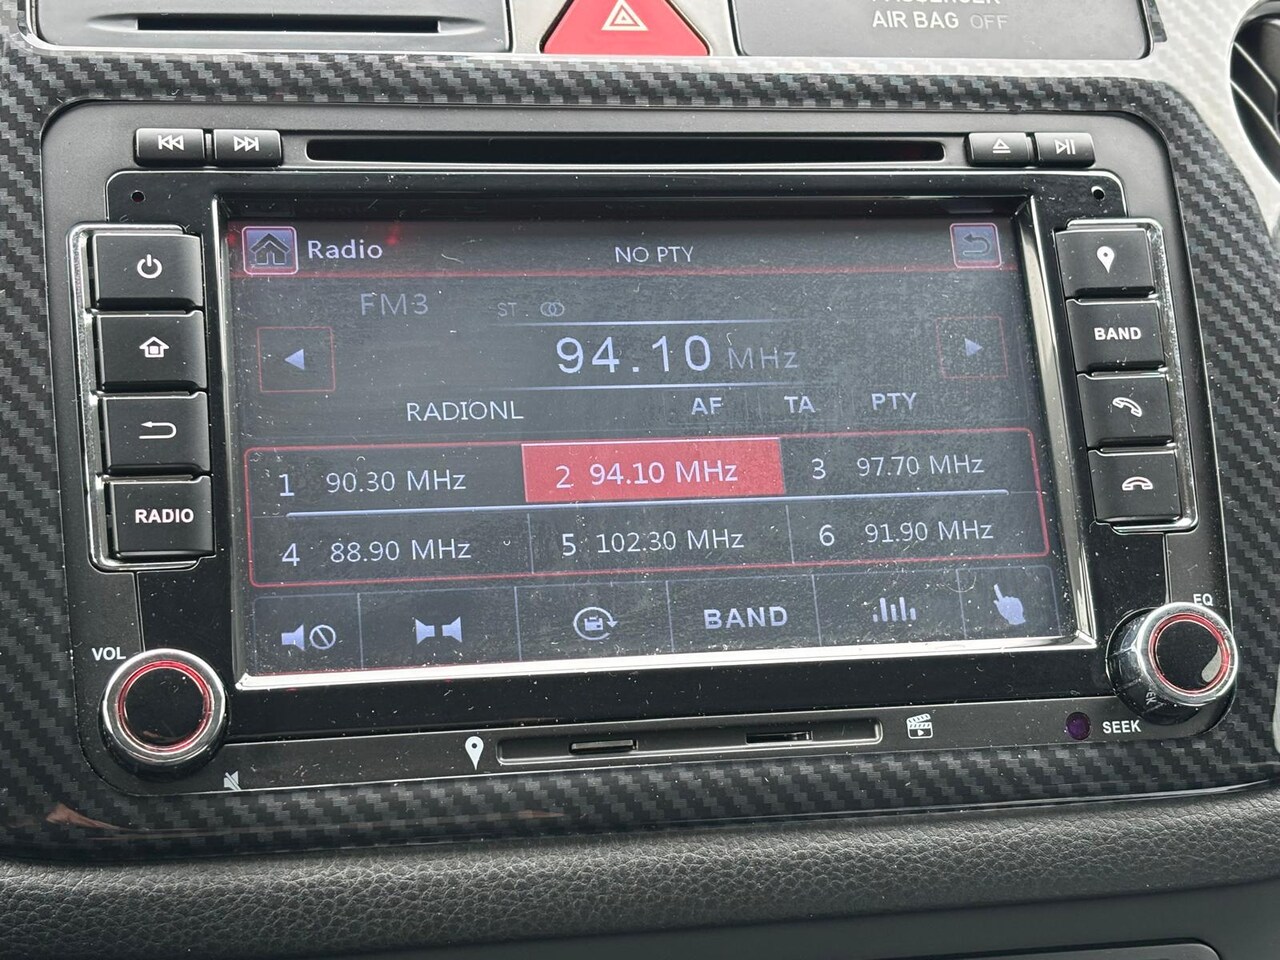 PASSENGER
AIR BAG OFF
Radio
NO PTY
FM3
ST
94.10 MHz
RADIONL
AF TA PTY
1 90.30 MHz
2 94.10 MHz
3 97.70 MHz
4 88.90 MHz
5 102.30 MHz
6 91.90 MHz
BAND
RADIO
BAND
VOL
EQ
SEEK